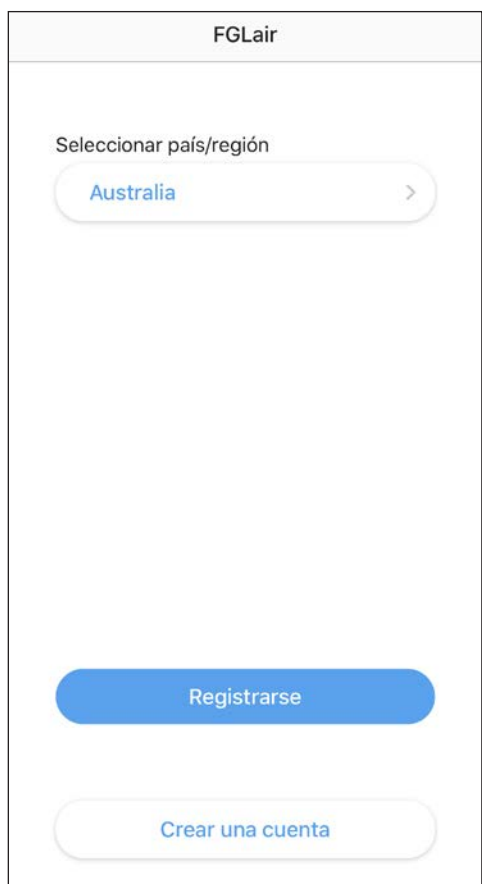 FGLair
Seleccionar país/región
Australia
Registrarse
Crear una cuenta